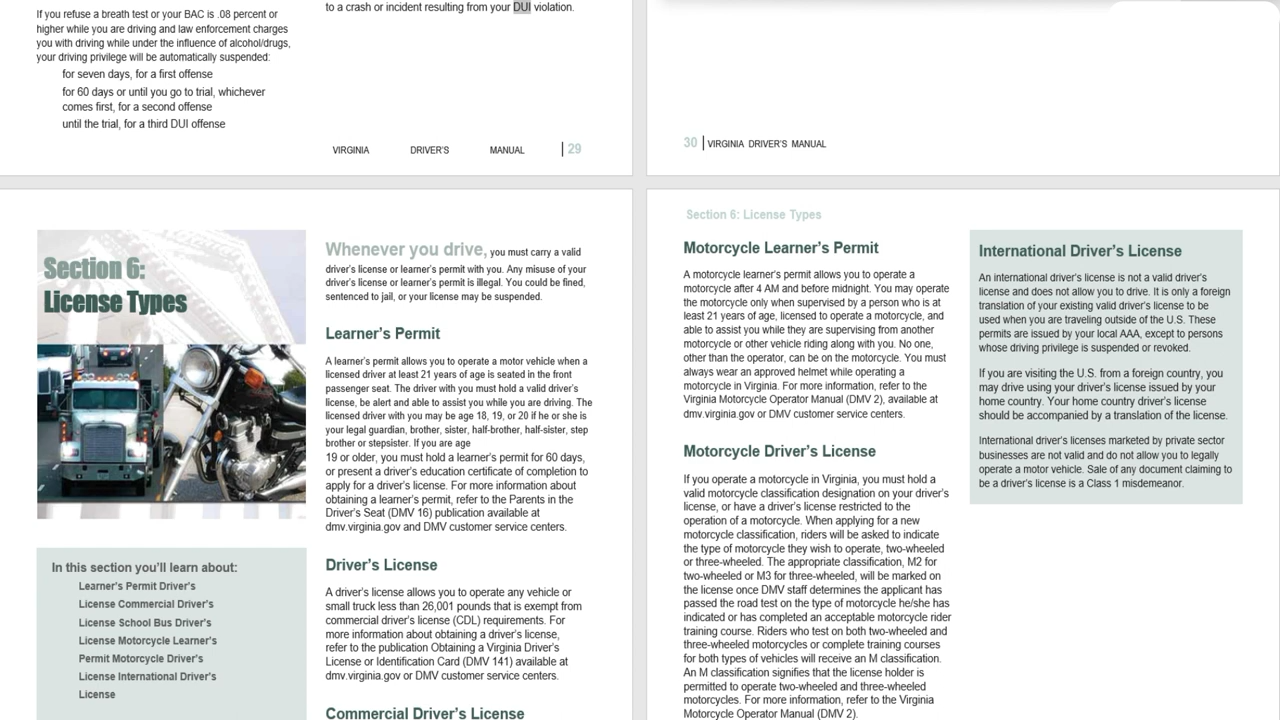 If you refuse a breath test or your BAC is .08 percent or
higher while you are driving and law enforcement charges
you with driving while under the influence of alcohol/drugs,
your driving privilege will be automatically suspended:
for seven days, for a first offense
for 60 days or until you go to trial, whichever
comes first, for a second offense
until the trial, for a third DUI offense
to a crash or incident resulting from your DUI violation.
VIRGINIA DRIVER'S MANUAL | 29
30 | VIRGINIA DRIVER'S MANUAL
Section 6:
License Types
In this section you'll learn about:
Learner's Permit Driver's
License Commercial Driver's
License School Bus Driver's
License Motorcycle Learner's
Permit Motorcycle Driver's
License International Driver's
License
Whenever you drive, you must carry a valid
driver's license or learner's permit with you. Any misuse of your
driver's license or learner's permit is illegal. You could be fined,
sentenced to jail, or your license may be suspended.
Learner's Permit
A learner's permit allows you to operate a motor vehicle when a
licensed driver at least 21 years of age is seated in the front
passenger seat. The driver with you must hold a valid driver's
license, be alert and able to assist you while you are driving. The
licensed driver with you may be age 18, 19, or 20 if he or she is
your legal guardian, brother, sister, half-brother, half-sister, step
brother or stepsister. If you are age
19 or older, you must hold a learner's permit for 60 days,
or present a driver's education certificate of completion to
apply for a driver's license. For more information about
obtaining a learner's permit, refer to the Parents in the
Driver's Seat (DMV 16) publication available at
dmv.virginia.gov and DMV customer service centers.
Driver's License
A driver's license allows you to operate any vehicle or
small truck less than 26,001 pounds that is exempt from
commercial driver's license (CDL) requirements. For
more information about obtaining a driver's license,
refer to the publication Obtaining a Virginia Driver's
License or Identification Card (DMV 141) available at
dmv.virginia.gov or DMV customer service centers.
Commercial Driver's License
Section 6: License Types
Motorcycle Learner's Permit
A motorcycle learner's permit allows you to operate a
motorcycle after 4 AM and before midnight. You may operate
the motorcycle only when supervised by a person who is at
least 21 years of age, licensed to operate a motorcycle, and
able to assist you while they are supervising from another
motorcycle or other vehicle riding along with you. No one,
other than the operator, can be on the motorcycle. You must
always wear an approved helmet while operating a
motorcycle in Virginia. For more information, refer to the
Virginia Motorcycle Operator Manual (DMV 2), available at
dmv.virginia.gov or DMV customer service centers.
Motorcycle Driver's License
If you operate a motorcycle in Virginia, you must hold a
valid motorcycle classification designation on your driver's
license, or have a driver's license restricted to the
operation of a motorcycle. When applying for a new
motorcycle classification, riders will be asked to indicate
the type of motorcycle they wish to operate, two-wheeled
or three-wheeled. The appropriate classification, M2 for
two-wheeled or M3 for three-wheeled, will be marked on
the license once DMV staff determines the applicant has
passed the road test on the type of motorcycle he/she has
indicated or has completed an acceptable motorcycle rider
training course. Riders who test on both two-wheeled and
three-wheeled motorcycles or complete training courses
for both types of vehicles will receive an M classification.
An M classification signifies that the license holder is
permitted to operate two-wheeled and three-wheeled
motorcycles. For more information, refer to the Virginia
Motorcycle Operator Manual (DMV 2).
International Driver's License
An international driver's license is not a valid driver's
license and does not allow you to drive. It is only a foreign
translation of your existing valid driver's license to be
used when you are traveling outside of the U.S. These
permits are issued by your local AAA, except to persons
whose driving privilege is suspended or revoked.
If you are visiting the U.S. from a foreign country, you
may drive using your driver's license issued by your
home country. Your home country driver's license
should be accompanied by a translation of the license.
International driver's licenses marketed by private sector
businesses are not valid and do not allow you to legally
operate a motor vehicle. Sale of any document claiming to
be a driver's license is a Class 1 misdemeanor.